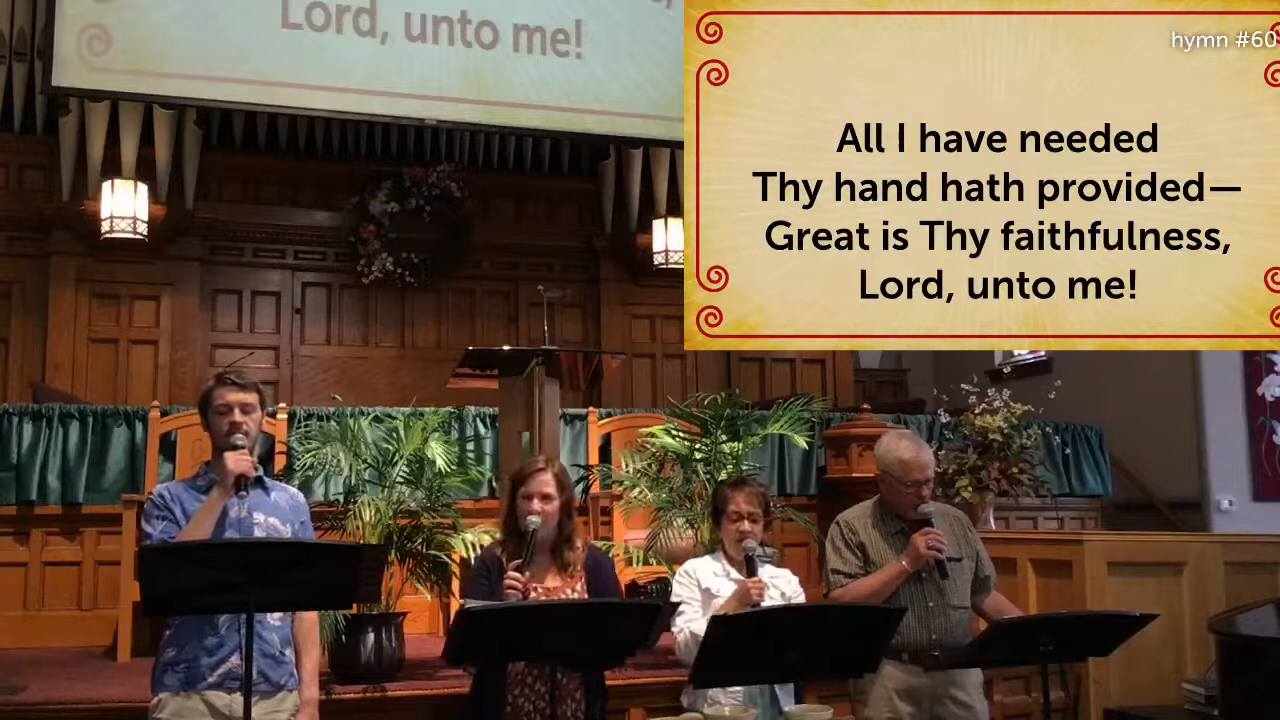 Lord, unto me!
hymn #60
All I have needed
Thy hand hath provided—
Great is Thy faithfulness,
Lord, unto me!